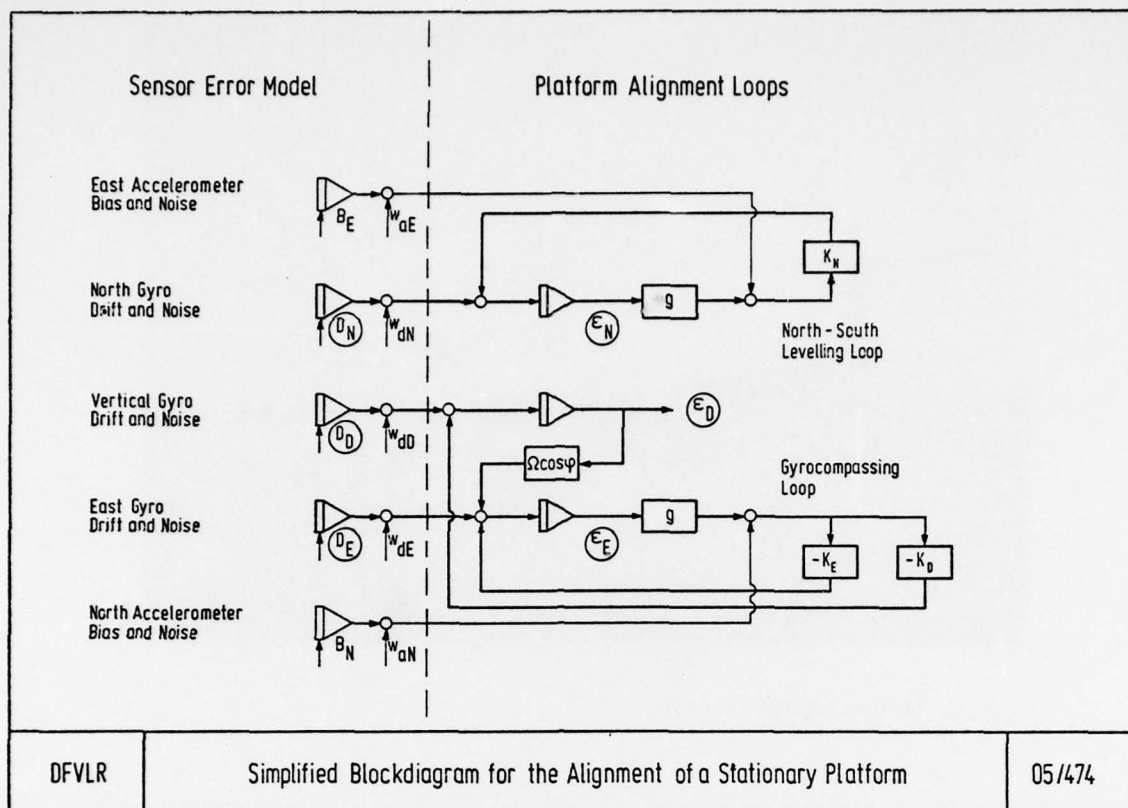 Sensor Error Model
Platform Alignment Loops
East Accelerometer
Bias and Noise
B_E
w_aE
K_N
North Gyro
Drift and Noise
D_N
w_dN
ε_N
g
North-South
Levelling Loop
Vertical Gyro
Drift and Noise
D_D
w_dD
ε_D
Ωcosφ
Gyrocompassing
Loop
East Gyro
Drift and Noise
D_E
w_dE
ε_E
g
-K_E
-K_D
North Accelerometer
Bias and Noise
B_N
w_aN
DFVLR
Simplified Blockdiagram for the Alignment of a Stationary Platform
05/474